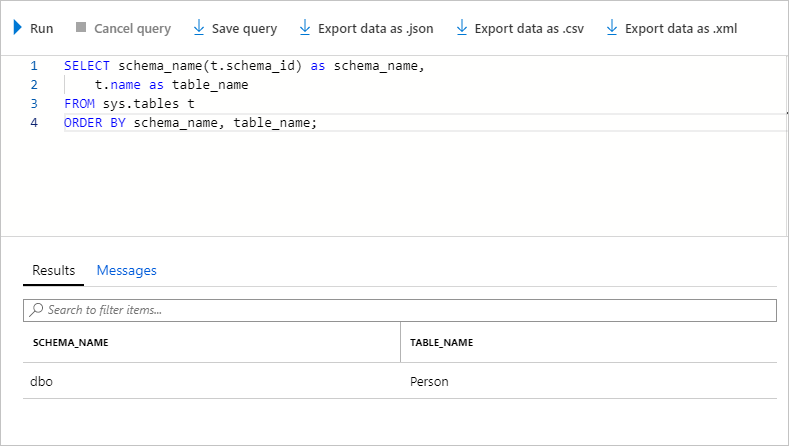 Run Cancel query Save query Export data as .json Export data as .csv Export data as .xml
1 SELECT schema_name(t.schema_id) as schema_name,
2 t.name as table_name
3 FROM sys.tables t
4 ORDER BY schema_name, table_name;
Results Messages
Search to filter items...
SCHEMA_NAME TABLE_NAME
dbo Person